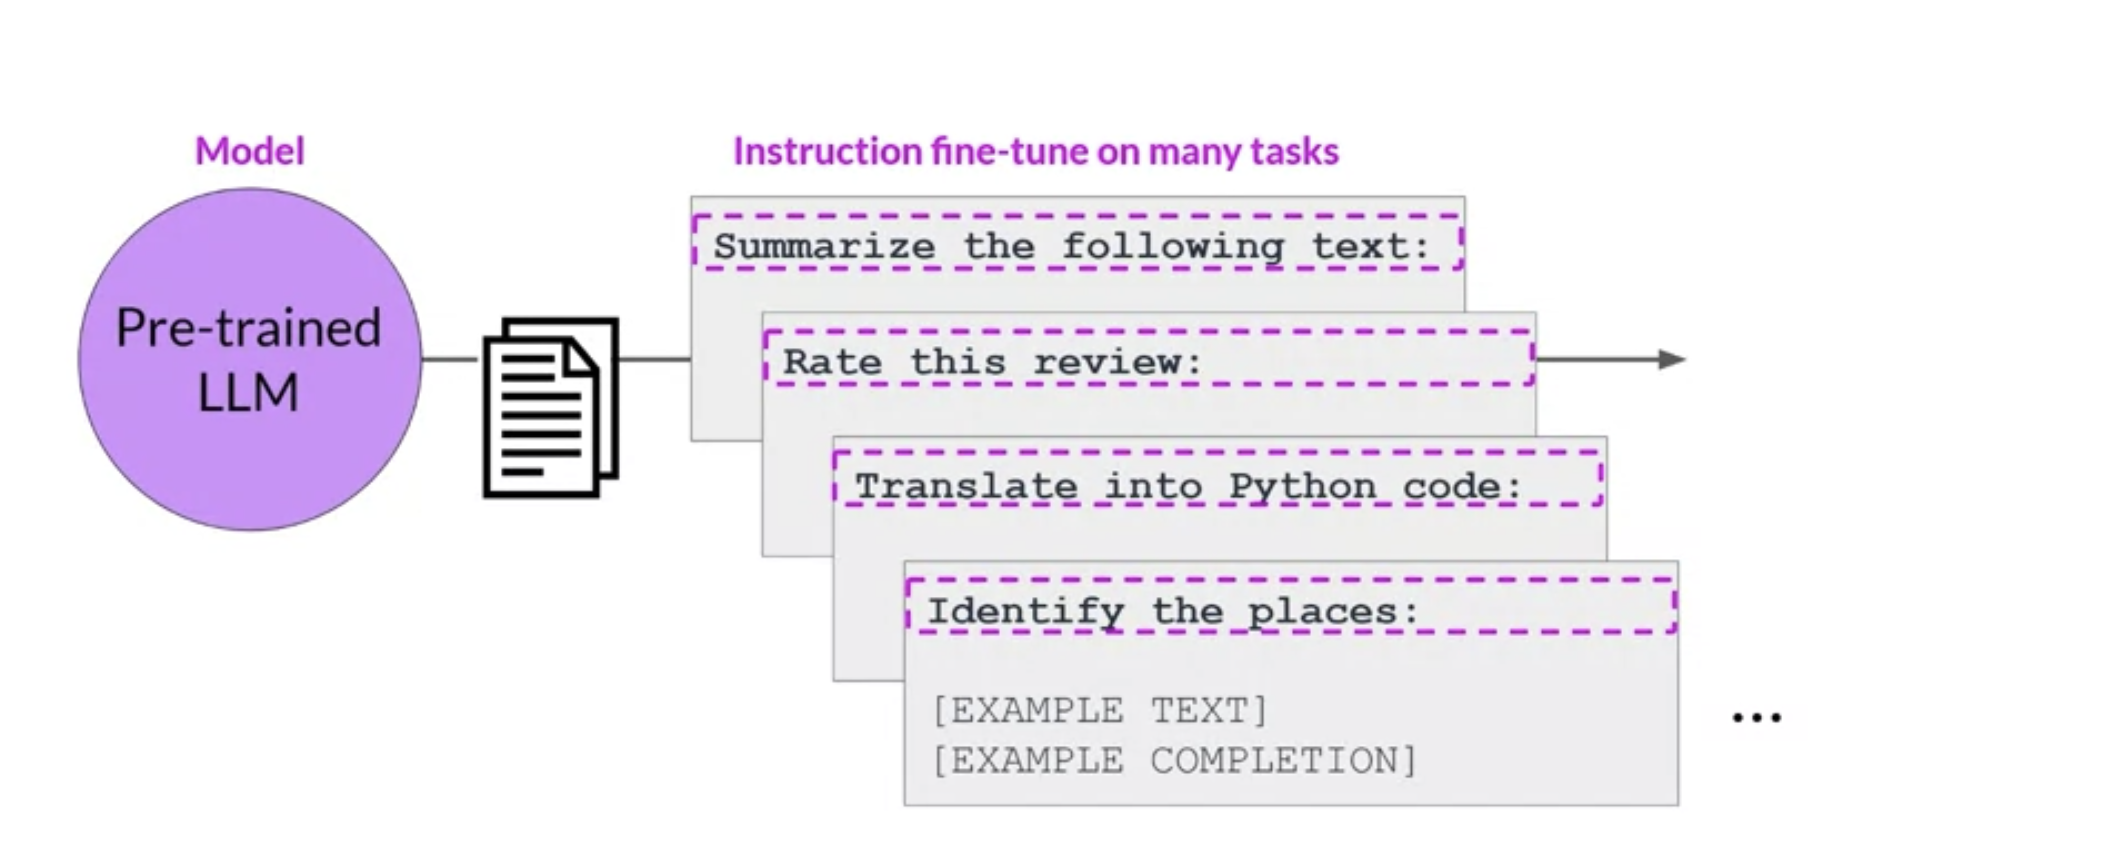 Model
Instruction fine-tune on many tasks
Pre-trained
LLM
Summarize the following text:
Rate this review:
Translate into Python code:
Identify the places:
[EXAMPLE TEXT]
[EXAMPLE COMPLETION]
...